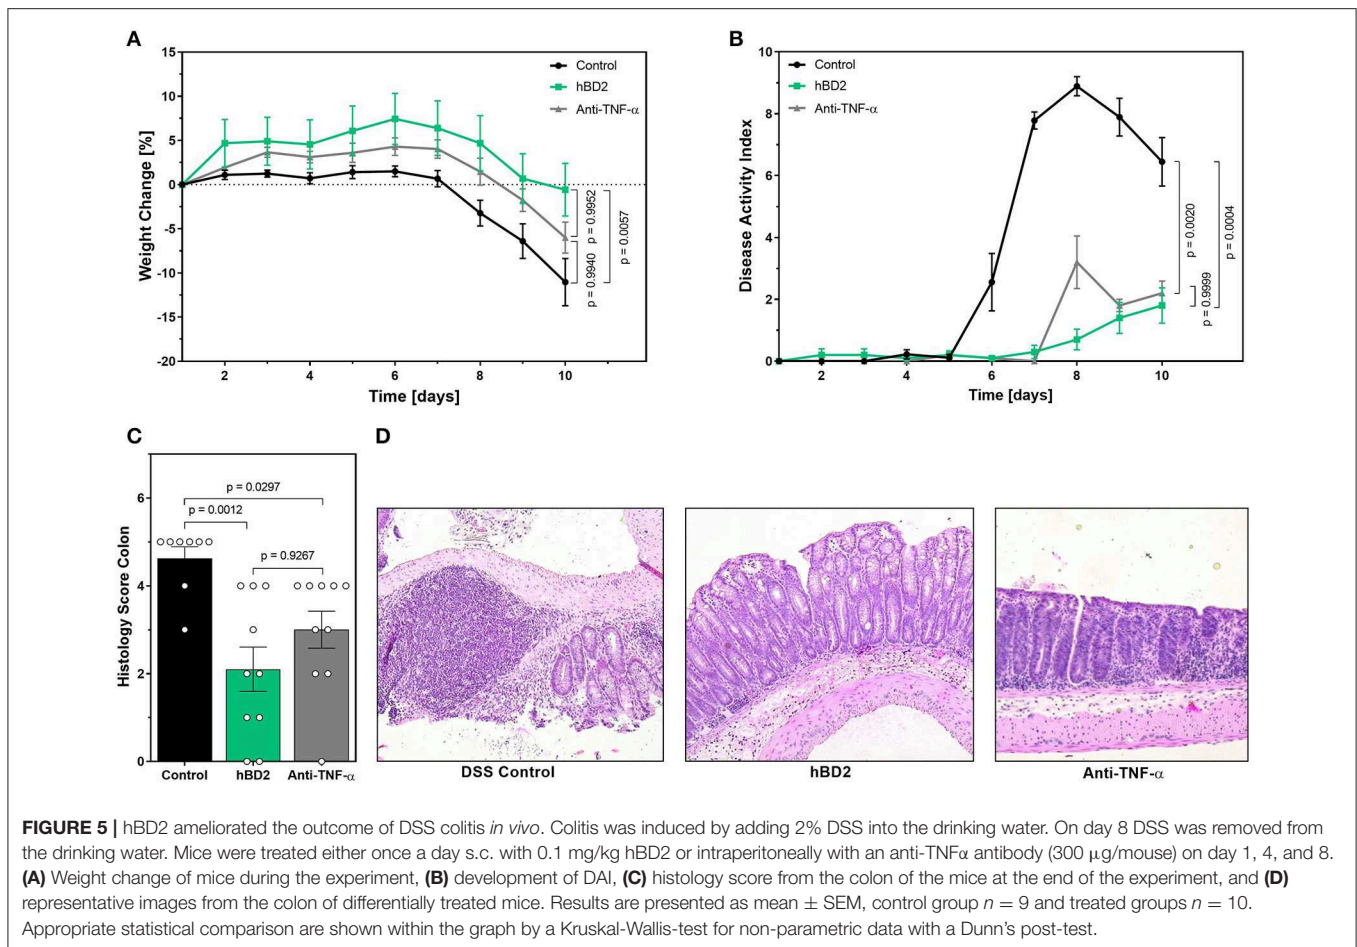 A
15
10
5
0
-5
-10
-15
-20
Weight Change [%]
Control
hBD2
Anti-TNF-α
p = 0.9952
p = 0.9940
p = 0.0057
2
4
6
8
10
Time [days]
B
10
8
6
4
2
0
Disease Activity Index
Control
hBD2
Anti-TNF-α
p = 0.0020
p = 0.9999
p = 0.0004
2
4
6
8
10
Time [days]
C
6
4
2
0
Histology Score Colon
p = 0.0297
p = 0.0012
p = 0.9267
Control
hBD2
Anti-TNF-α
D
DSS Control
hBD2
Anti-TNF-α
FIGURE 5 | hBD2 ameliorated the outcome of DSS colitis in vivo. Colitis was induced by adding 2% DSS into the drinking water. On day 8 DSS was removed from
the drinking water. Mice were treated either once a day s.c. with 0.1 mg/kg hBD2 or intraperitoneally with an anti-TNFα antibody (300 μg/mouse) on day 1, 4, and 8.
(A) Weight change of mice during the experiment, (B) development of DAI, (C) histology score from the colon of the mice at the end of the experiment, and (D)
representative images from the colon of differentially treated mice. Results are presented as mean ± SEM, control group n = 9 and treated groups n = 10.
Appropriate statistical comparison are shown within the graph by a Kruskal-Wallis-test for non-parametric data with a Dunn's post-test.